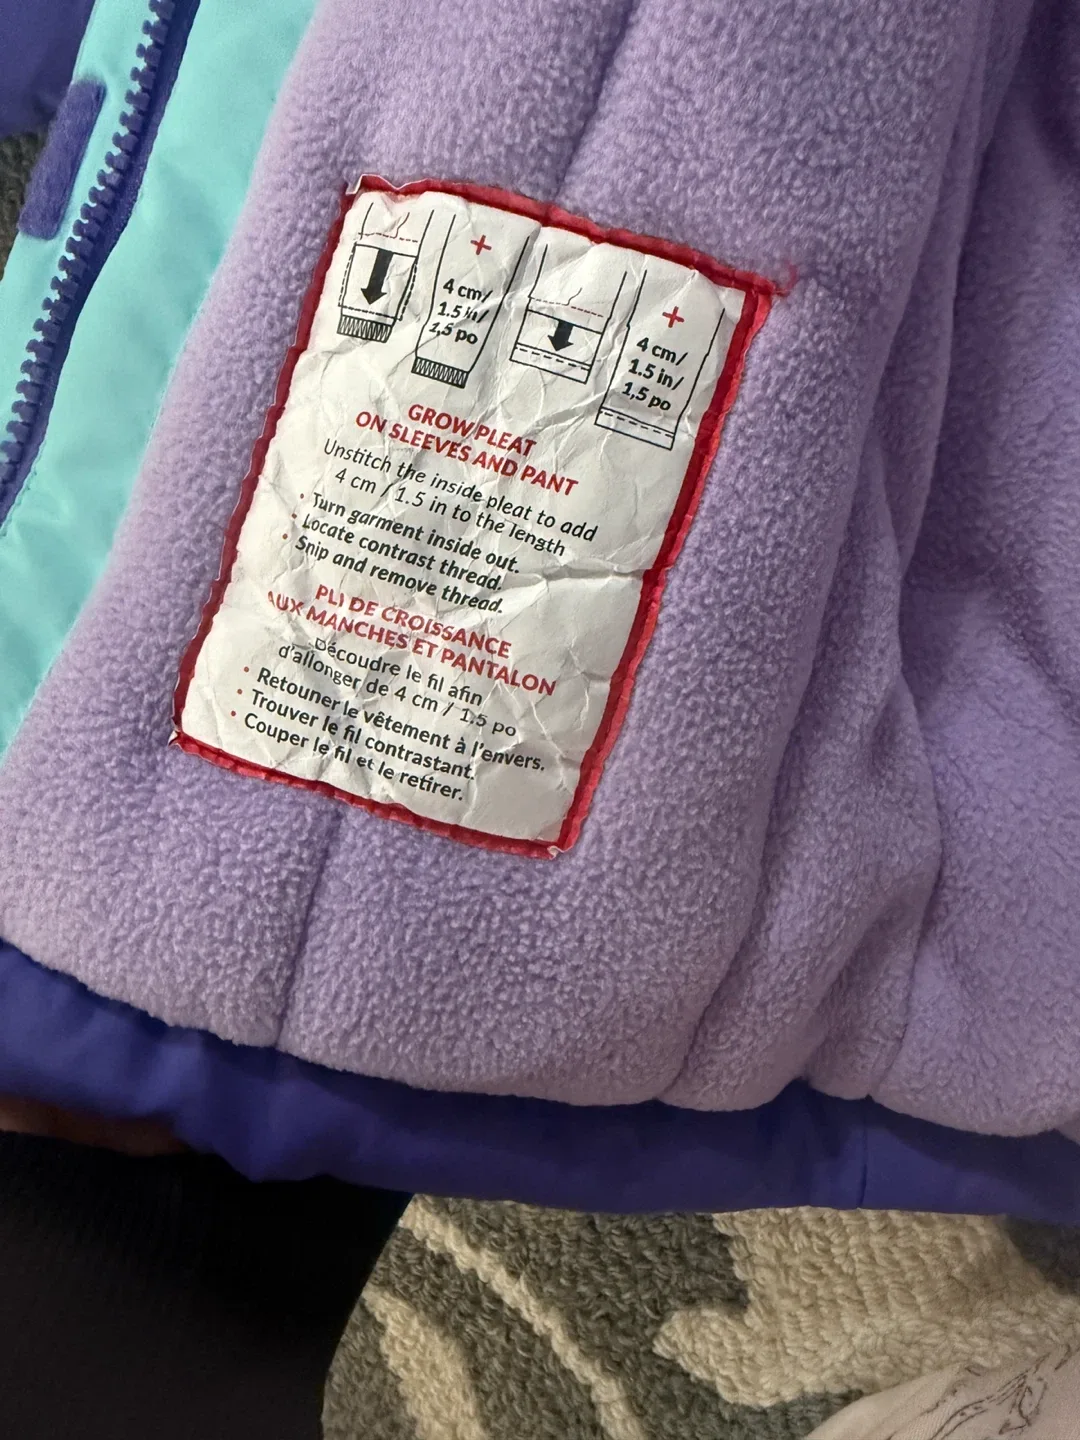 +
4 cm/
1.5 in/
1,5 po
+
4 cm/
1.5 in/
1,5 po
GROW PLEAT
ON SLEEVES AND PANT
Unstitch the inside pleat to add
4 cm / 1.5 in to the length
• Turn garment inside out.
• Locate contrast thread.
• Snip and remove thread.
PLI DE CROISSANCE
AUX MANCHES ET PANTALON
Découdre le fil afin
d'allonger de 4 cm / 1.5 po
• Retouner le vêtement à l'envers.
• Trouver le fil contrastant.
• Couper le fil et le retirer.